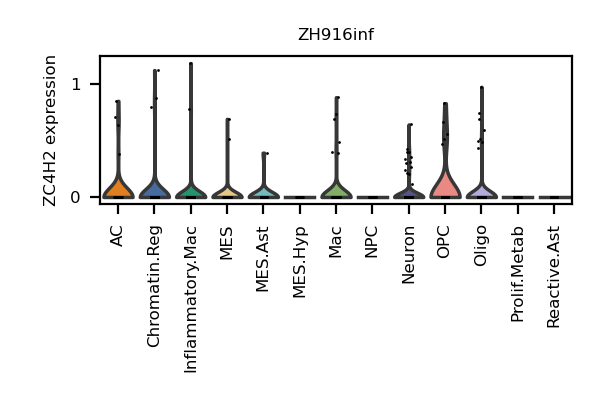 ZH916inf
ZC4H2 expression
1
0
AC
Chromatin.Reg
Inflammatory.Mac
MES
MES.Ast
MES.Hyp
Mac
NPC
Neuron
OPC
Oligo
Prolif.Metab
Reactive.Ast